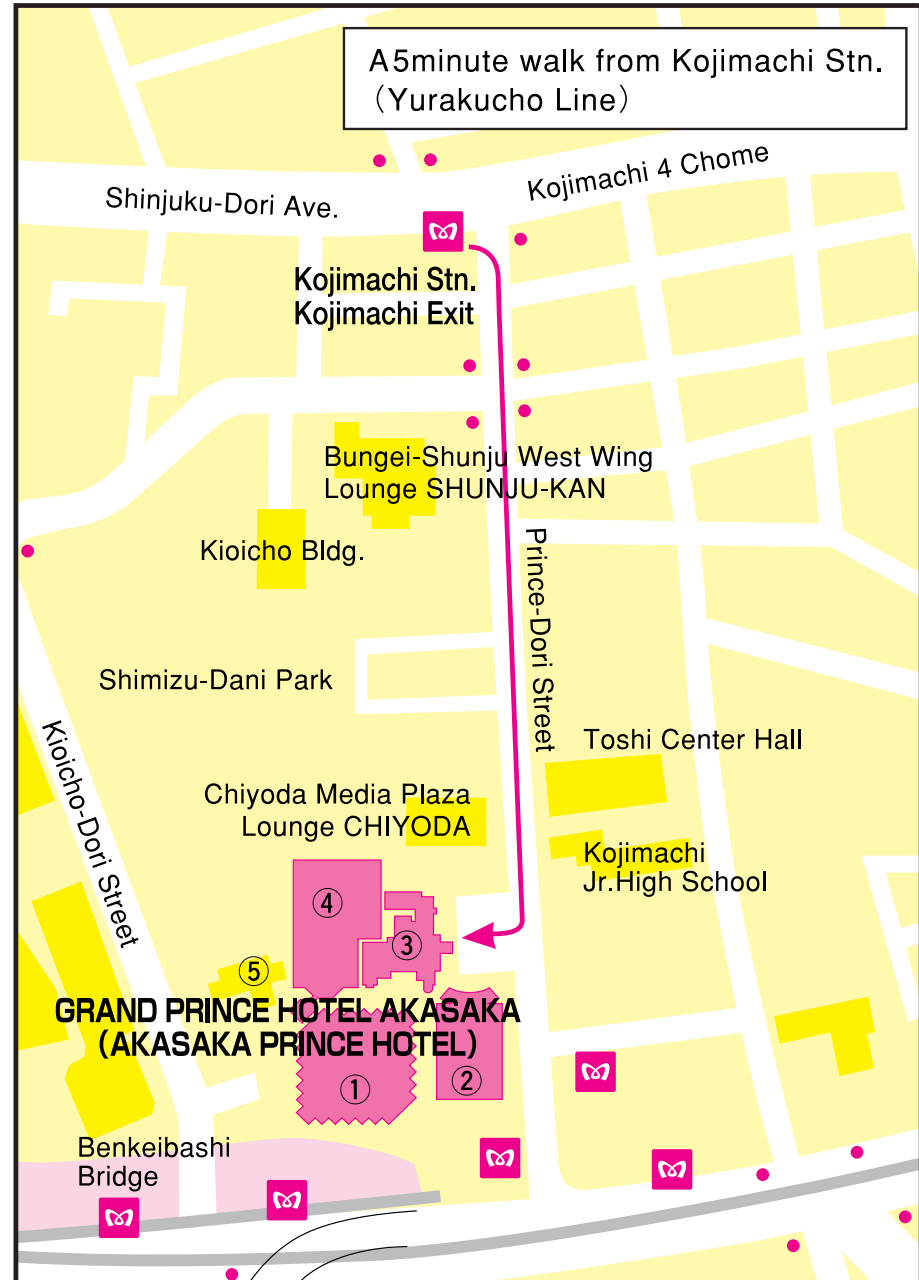 A 5minute walk from Kojimachi Stn.
(Yurakucho Line)
Kojimachi 4 Chome
Shinjuku-Dori Ave.
Kojimachi Stn.
Kojimachi Exit
Bungei-Shunju West Wing
Lounge SHUNJU-KAN
Prince-Dori Street
Kioicho Bldg.
Shimizu-Dani Park
Kioicho-Dori Street
Toshi Center Hall
Chiyoda Media Plaza
Lounge CHIYODA
Kojimachi
Jr.High School
④
③
⑤
GRAND PRINCE HOTEL AKASAKA
(AKASAKA PRINCE HOTEL)
①
②
Benkeibashi
Bridge